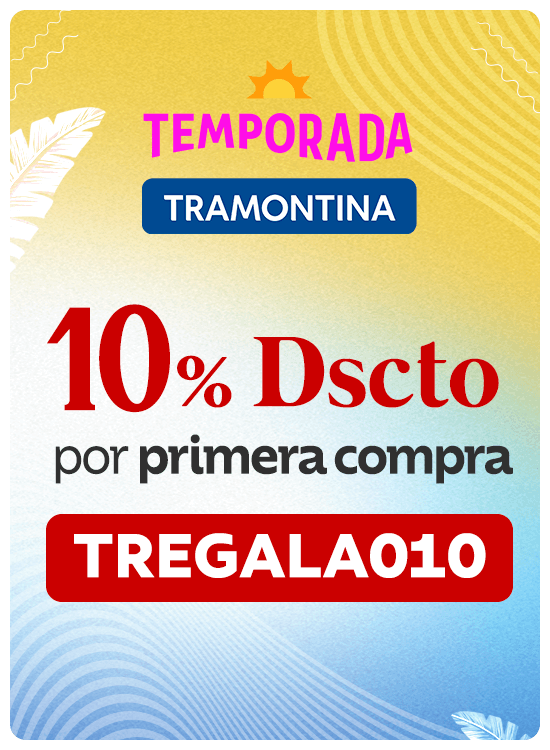 TEMPORADA
TRAMONTINA
10% Dscto
por primera compra
TREGALA010